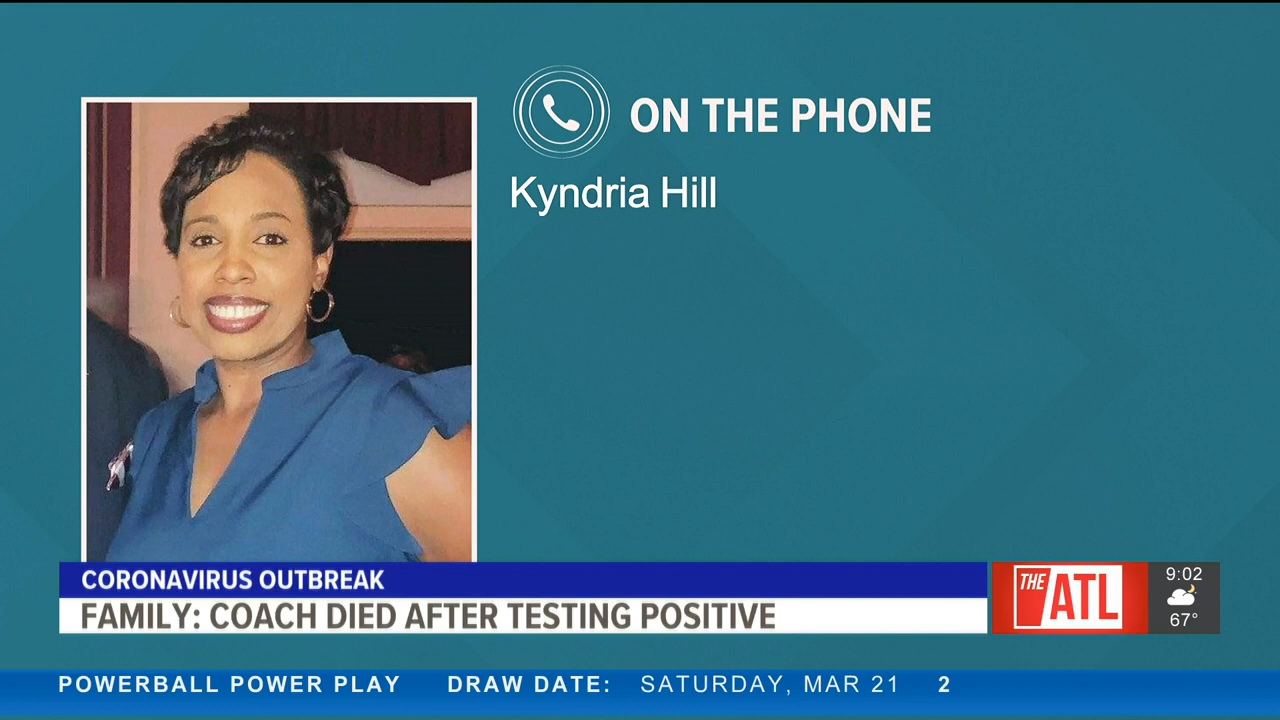 ON THE PHONE
Kyndria Hill
CORONAVIRUS OUTBREAK
FAMILY: COACH DIED AFTER TESTING POSITIVE
THE ATL
9:02
67°
POWERBALL POWER PLAY DRAW DATE: SATURDAY, MAR 21 2